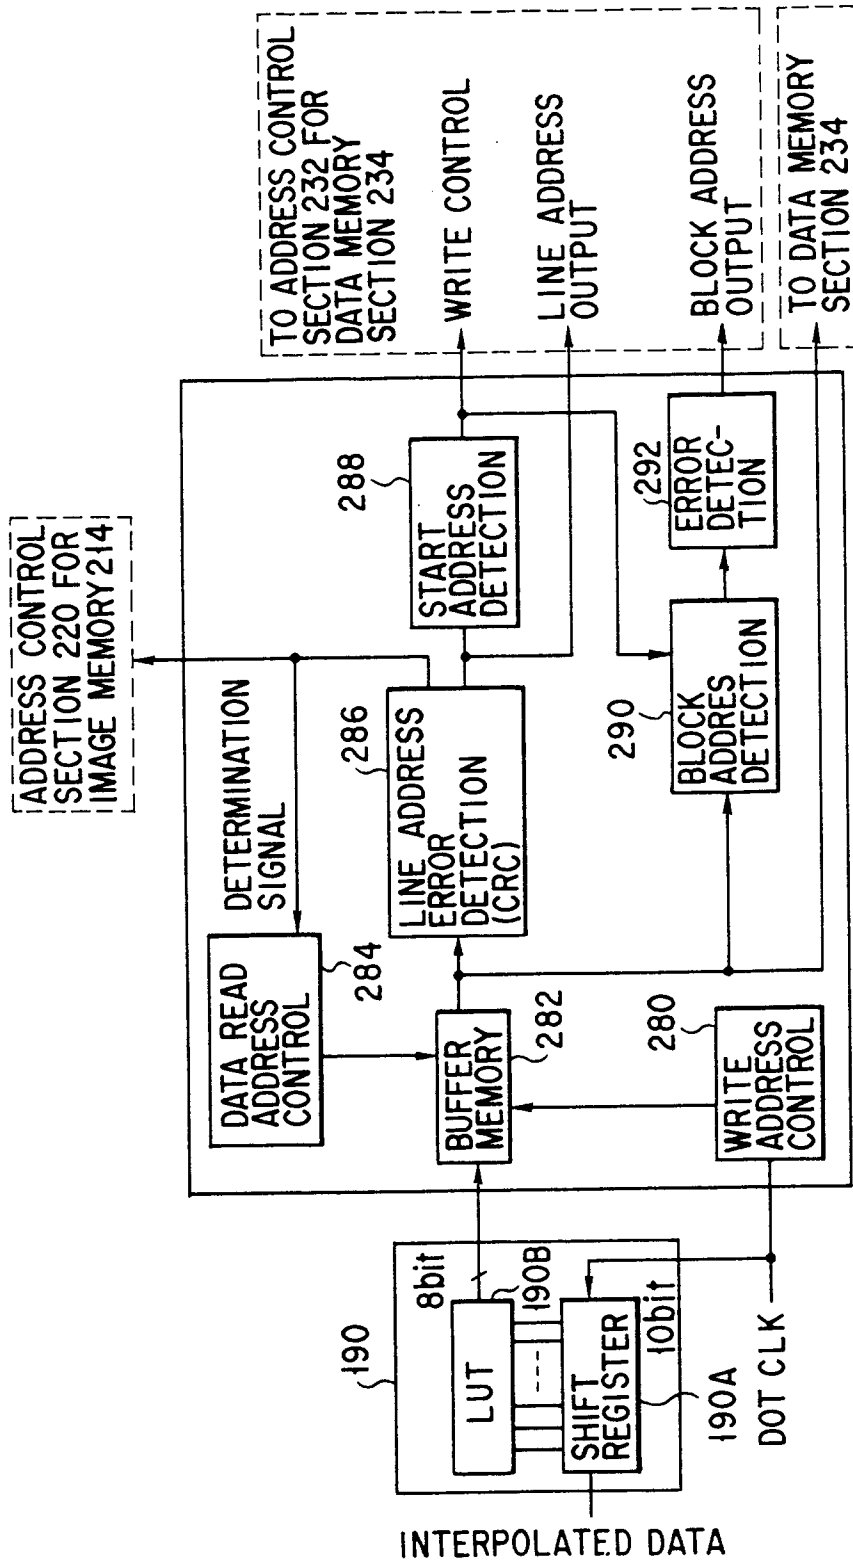 ADDRESS CONTROL
SECTION 220 FOR
IMAGE MEMORY 214
TO ADDRESS CONTROL
SECTION 232 FOR
DATA MEMORY
SECTION 234
WRITE CONTROL
LINE ADDRESS
OUTPUT
BLOCK ADDRESS
OUTPUT
TO DATA MEMORY
SECTION 234
DETERMINATION
SIGNAL
DATA READ
ADDRESS
CONTROL
284
LINE ADDRESS
ERROR
DETECTION
(CRC)
286
START
ADDRESS
DETECTION
288
BUFFER
MEMORY
282
BLOCK
ADDRES
DETECTION
290
ERROR
DETEC-
TION
292
WRITE
ADDRESS
CONTROL
280
190
8bit
LUT
190B
SHIFT
REGISTER
10bit
190A
DOT CLK
INTERPOLATED DATA